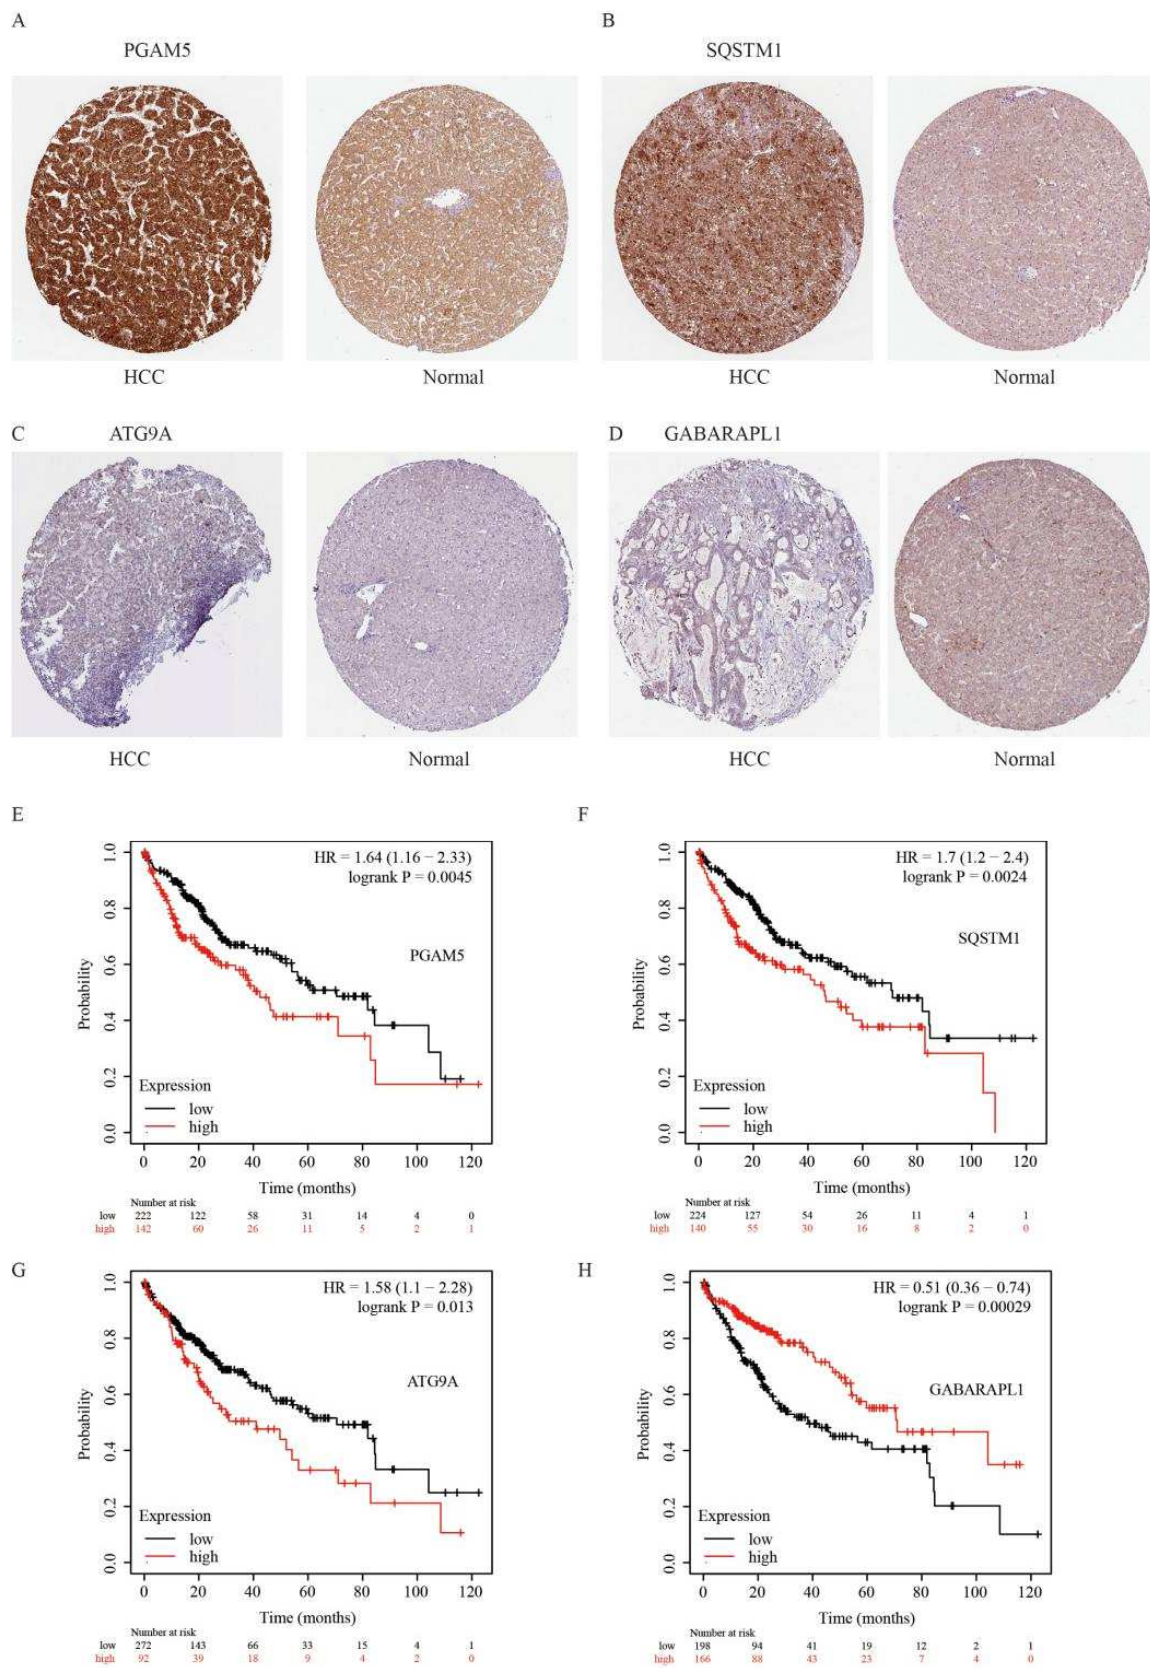 A
B
PGAM5
SQSTM1
HCC
Normal
HCC
Normal
C
ATG9A
D
GABARAPL1
HCC
Normal
HCC
Normal
E
F
HR = 1.64 (1.16 − 2.33)
logrank P = 0.0045
PGAM5
Probability
1.0
0.8
0.6
0.4
0.2
0.0
Expression
low
high
0 20 40 60 80 100 120
Time (months)
Number at risk
low 222 122 58 31 14 4 0
high 142 60 26 11 5 2 1
HR = 1.7 (1.2 − 2.4)
logrank P = 0.0024
SQSTM1
Probability
1.0
0.8
0.6
0.4
0.2
0.0
Expression
low
high
0 20 40 60 80 100 120
Time (months)
Number at risk
low 224 127 54 26 11 4 1
high 140 55 30 16 8 2 0
G
H
HR = 1.58 (1.1 − 2.28)
logrank P = 0.013
ATG9A
Probability
1.0
0.8
0.6
0.4
0.2
0.0
Expression
low
high
0 20 40 60 80 100 120
Time (months)
Number at risk
low 272 143 66 33 15 4 1
high 92 39 18 9 4 2 0
HR = 0.51 (0.36 − 0.74)
logrank P = 0.00029
GABARAPL1
Probability
1.0
0.8
0.6
0.4
0.2
0.0
Expression
low
high
0 20 40 60 80 100 120
Time (months)
Number at risk
low 198 94 41 19 12 2 1
high 166 88 43 23 7 4 0